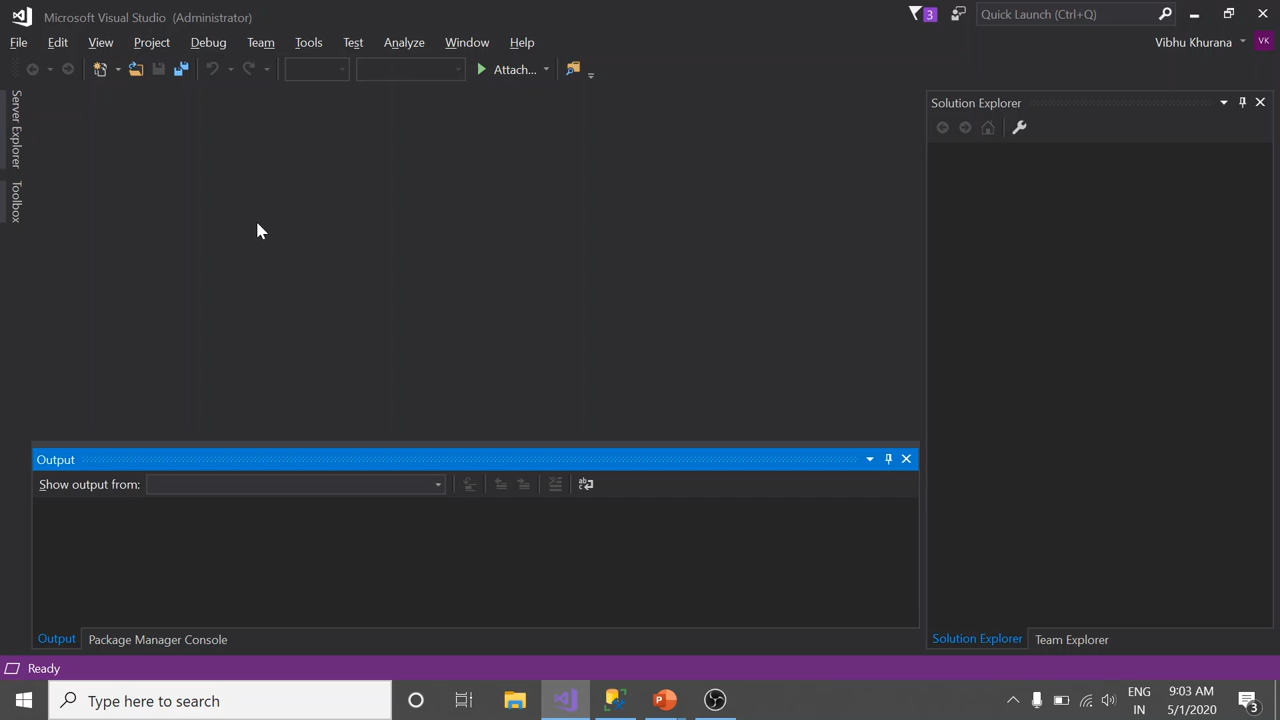 Microsoft Visual Studio (Administrator)
3
Quick Launch (Ctrl+Q)
File Edit View Project Debug Team Tools Test Analyze Window Help
Vibhu Khurana
VK
Attach...
Server Explorer
Toolbox
Solution Explorer
Output
Show output from:
Output
Package Manager Console
Solution Explorer
Team Explorer
Ready
Type here to search
ENG
IN
9:03 AM
5/1/2020
3